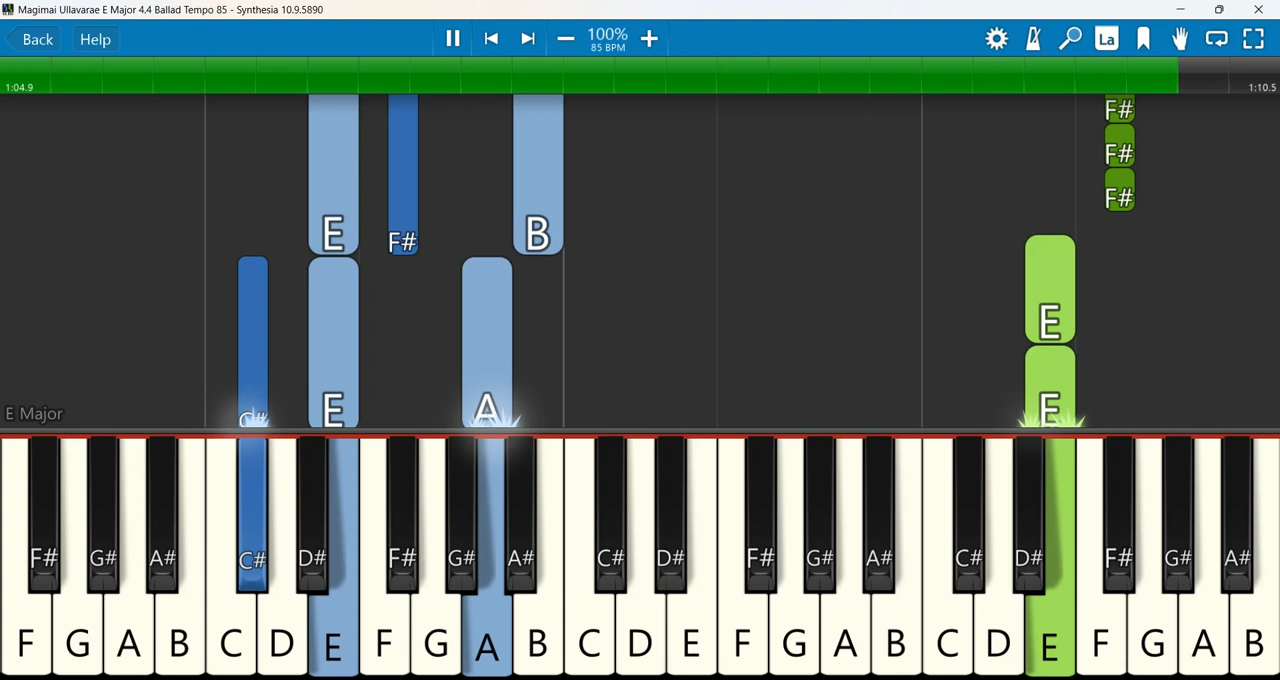 Magimai Ullavarae E Major 4.4 Ballad Tempo 85 - Synthesia 10.9.5890
Back Help 100% La
85 BPM
1:04.9 1:10.5
F#
F#
F#
E F# B
E
C# E A E
E Major
F# G# A# C# D# F# G# A# C# D# F# G# A# C# D# F# G# A#
F G A B C D E F G A B C D E F G A B C D E F G A B